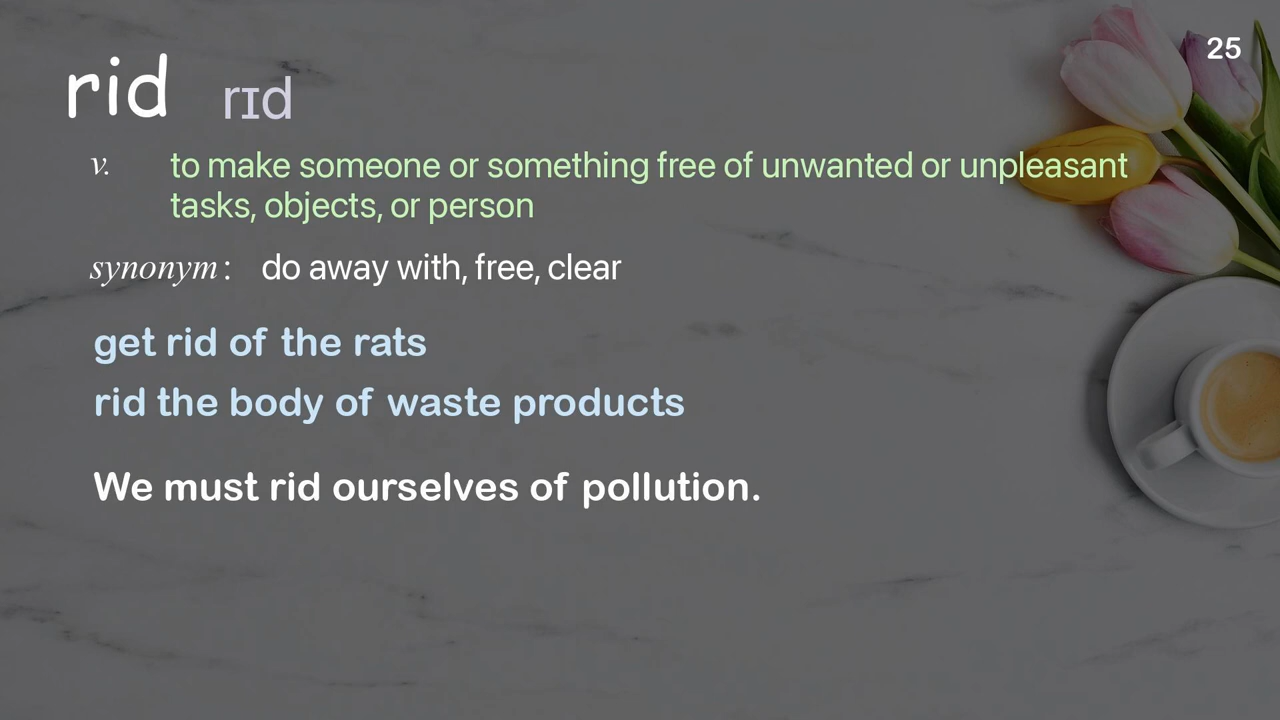 25
rid rɪd
v. to make someone or something free of unwanted or unpleasant
tasks, objects, or person
synonym: do away with, free, clear
get rid of the rats
rid the body of waste products
We must rid ourselves of pollution.